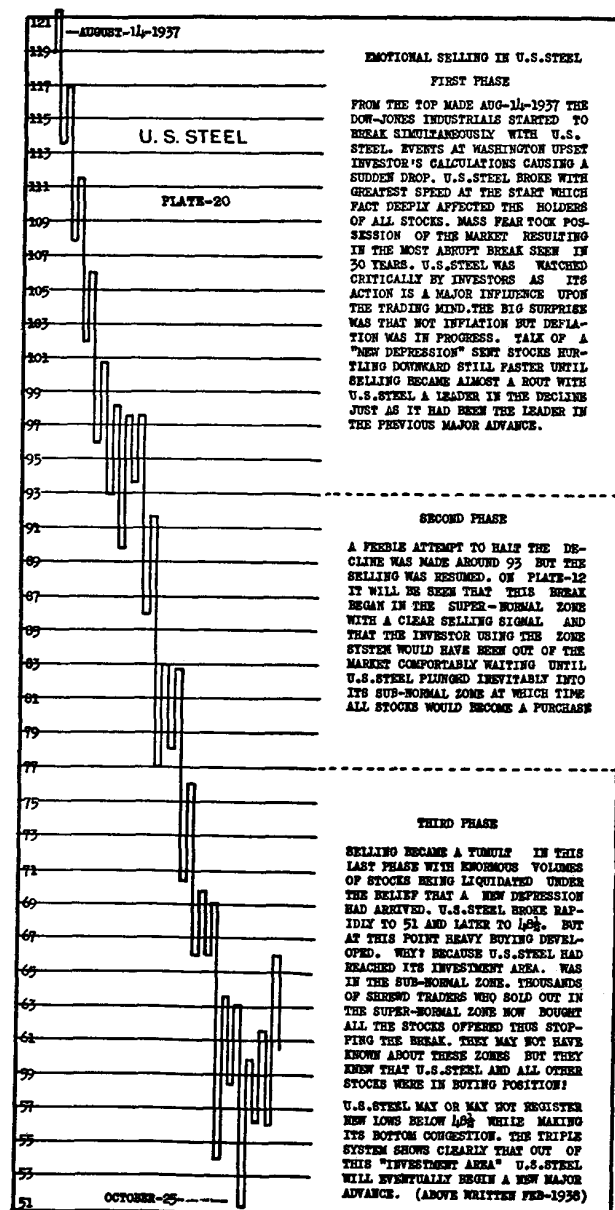 121
AUGUST-14-1937
119
117
115
U. S. STEEL
113
111
PLATE-20
109
107
105
103
101
99
97
95
93
91
89
87
85
83
81
79
77
75
73
71
69
67
65
63
61
59
57
55
53
OCTOBER-25
51
EMOTIONAL SELLING IN U.S.STEEL
FIRST PHASE
FROM THE TOP MADE AUG-14-1937 THE
DOW-JONES INDUSTRIALS STARTED TO
BREAK SIMULTANEOUSLY WITH U.S.
STEEL. EVENTS AT WASHINGTON UPSET
INVESTOR'S CALCULATIONS CAUSING A
SUDDEN DROP. U.S.STEEL BROKE WITH
GREATEST SPEED AT THE START WHICH
FACT DEEPLY AFFECTED THE HOLDERS
OF ALL STOCKS. MASS FEAR TOOK POS-
SESSION OF THE MARKET RESULTING
IN THE MOST ABRUPT BREAK SEEN IN
30 YEARS. U.S.STEEL WAS WATCHED
CRITICALLY BY INVESTORS AS ITS
ACTION IS A MAJOR INFLUENCE UPON
THE TRADING MIND.THE BIG SURPRISE
WAS THAT NOT INFLATION BUT DEFLA-
TION WAS IN PROGRESS. TALK OF A
"NEW DEPRESSION" SENT STOCKS HUR-
TLING DOWNWARD STILL FASTER UNTIL
SELLING BECAME ALMOST A ROUT WITH
U.S.STEEL A LEADER IN THE DECLINE
JUST AS IT HAD BEEN THE LEADER IN
THE PREVIOUS MAJOR ADVANCE.
SECOND PHASE
A FEEBLE ATTEMPT TO HALT THE DE-
CLINE WAS MADE AROUND 93 BUT THE
SELLING WAS RESUMED. ON PLATE-12
IT WILL BE SEEN THAT THIS BREAK
BEGAN IN THE SUPER-NORMAL ZONE
WITH A CLEAR SELLING SIGNAL AND
THAT THE INVESTOR USING THE ZONE
SYSTEM WOULD HAVE BEEN OUT OF THE
MARKET COMFORTABLY WAITING UNTIL
U.S.STEEL PLUNGED INEVITABLY INTO
ITS SUB-NORMAL ZONE AT WHICH TIME
ALL STOCKS WOULD BECOME A PURCHASE
THIRD PHASE
SELLING BECAME A TUMULT IN THIS
LAST PHASE WITH ENORMOUS VOLUMES
OF STOCKS BEING LIQUIDATED UNDER
THE BELIEF THAT A NEW DEPRESSION
HAD ARRIVED. U.S.STEEL BROKE RAP-
IDLY TO 51 AND LATER TO 48½. BUT
AT THIS POINT HEAVY BUYING DEVEL-
OPED. WHY? BECAUSE U.S.STEEL HAD
REACHED ITS INVESTMENT AREA. WAS
IN THE SUB-NORMAL ZONE. THOUSANDS
OF SHREWD TRADERS WHO SOLD OUT IN
THE SUPER-NORMAL ZONE NOW BOUGHT
ALL THE STOCKS OFFERED THUS STOP-
PING THE BREAK. THEY MAY NOT HAVE
KNOWN ABOUT THESE ZONES BUT THEY
KNEW THAT U.S.STEEL AND ALL OTHER
STOCKS WERE IN BUYING POSITION!
U.S.STEEL MAY OR MAY NOT REGISTER
NEW LOWS BELOW 48½ WHILE MAKING
ITS BOTTOM CONGESTION. THE TRIPLE
SYSTEM SHOWS CLEARLY THAT OUT OF
THIS "INVESTMENT AREA" U.S.STEEL
WILL EVENTUALLY BEGIN A NEW MAJOR
ADVANCE. (ABOVE WRITTEN FEB-1938)